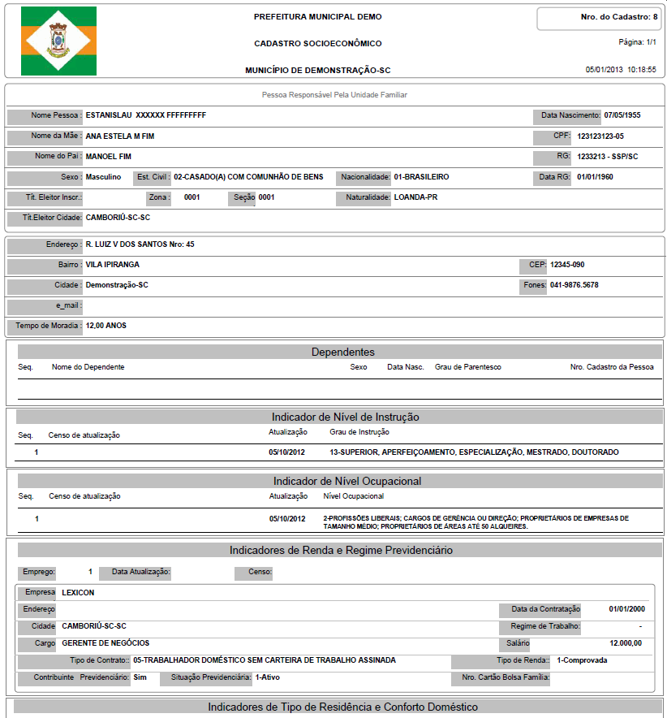 PREFEITURA MUNICIPAL DEMO
Nro. do Cadastro: 8
CADASTRO SOCIOECONÔMICO
Página: 1/1
MUNICÍPIO DE DEMONSTRAÇÃO-SC
05/01/2013 10:18:55
Pessoa Responsável Pela Unidade Familiar
Nome Pessoa : ESTANISLAU XXXXXX FFFFFFFFF Data Nascimento: 07/05/1955
Nome da Mãe : ANA ESTELA M FIM CPF: 123123123-05
Nome do Pai : MANOEL FIM RG: 1233213 - SSP/SC
Sexo : Masculino Est. Civil : 02-CASADO(A) COM COMUNHÃO DE BENS Nacionalidade: 01-BRASILEIRO Data RG: 01/01/1960
Tít. Eleitor Inscr.: Zona : 0001 Seção 0001 Naturalidade: LOANDA-PR
Tít.Eleitor Cidade: CAMBORIÚ-SC-SC
Endereço : R. LUIZ V DOS SANTOS Nro: 45
Bairro : VILA IPIRANGA CEP: 12345-090
Cidade : Demonstração-SC Fones: 041-9876.5678
e_mail :
Tempo de Moradia : 12,00 ANOS
Dependentes
Seq. Nome do Dependente Sexo Data Nasc. Grau de Parentesco Nro. Cadastro da Pessoa
Indicador de Nível de Instrução
Seq. Censo de atualização Atualização Grau de Instrução
1 05/10/2012 13-SUPERIOR, APERFEIÇOAMENTO, ESPECIALIZAÇÃO, MESTRADO, DOUTORADO
Indicador de Nível Ocupacional
Seq. Censo de atualização Atualização Nível Ocupacional
1 05/10/2012 2-PROFISSÕES LIBERAIS; CARGOS DE GERÊNCIA OU DIREÇÃO; PROPRIETÁRIOS DE EMPRESAS DE
TAMANHO MÉDIO; PROPRIETÁRIOS DE ÁREAS ATÉ 50 ALQUEIRES.
Indicadores de Renda e Regime Previdenciário
Emprego: 1 Data Atualização: Censo:
Empresa LEXICON
Endereço Data da Contratação 01/01/2000
Cidade CAMBORIÚ-SC-SC Regime de Trabalho: -
Cargo GERENTE DE NEGÓCIOS Salário 12.000,00
Tipo de Contrato:: 05-TRABALHADOR DOMÉSTICO SEM CARTEIRA DE TRABALHO ASSINADA Tipo de Renda:: 1-Comprovada
Contribuinte Previdenciário: Sim Situação Previdenciária: 1-Ativo Nro. Cartão Bolsa Família:
Indicadores de Tipo de Residência e Conforto Doméstico